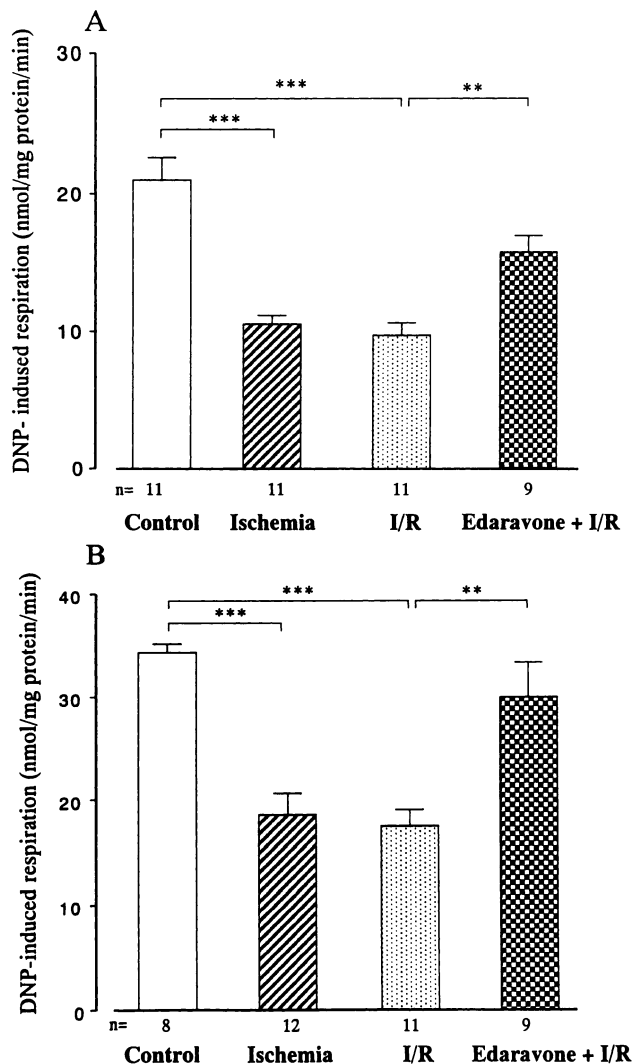 A
DNP- indused respiration (nmol/mg protein/min)
30
20
10
0
***
**
***
n= 11 11 11 9
Control Ischemia I/R Edaravone + I/R
B
DNP-induced respiration (nmol/mg protein/min)
40
30
20
10
0
***
**
***
n= 8 12 11 9
Control Ischemia I/R Edaravone + I/R